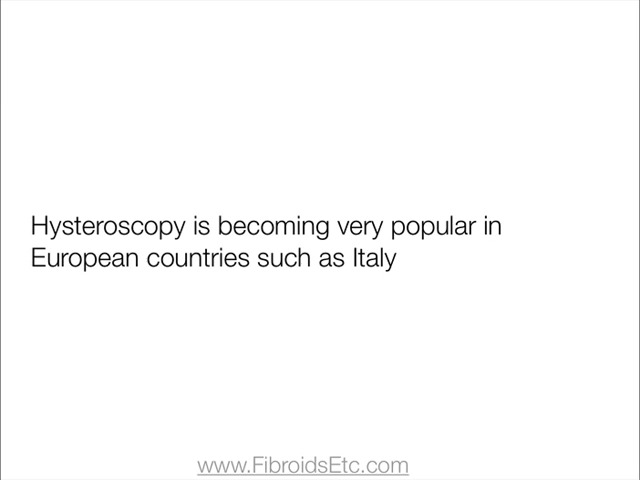 Hysteroscopy is becoming very popular in
European countries such as Italy
www.FibroidsEtc.com